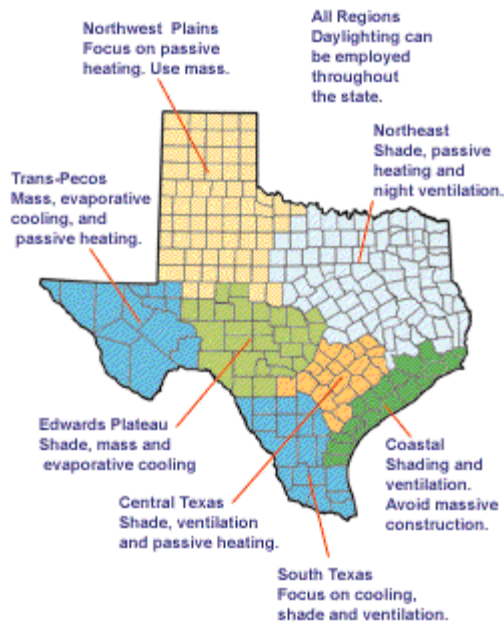 Northwest Plains
Focus on passive
heating. Use mass.
All Regions
Daylighting can
be employed
throughout
the state.
Northeast
Shade, passive
heating and
night ventilation.
Trans-Pecos
Mass, evaporative
cooling, and
passive heating.
Edwards Plateau
Shade, mass and
evaporative cooling
Coastal
Shading and
ventilation.
Avoid massive
construction.
Central Texas
Shade, ventilation
and passive heating.
South Texas
Focus on cooling,
shade and ventilation.